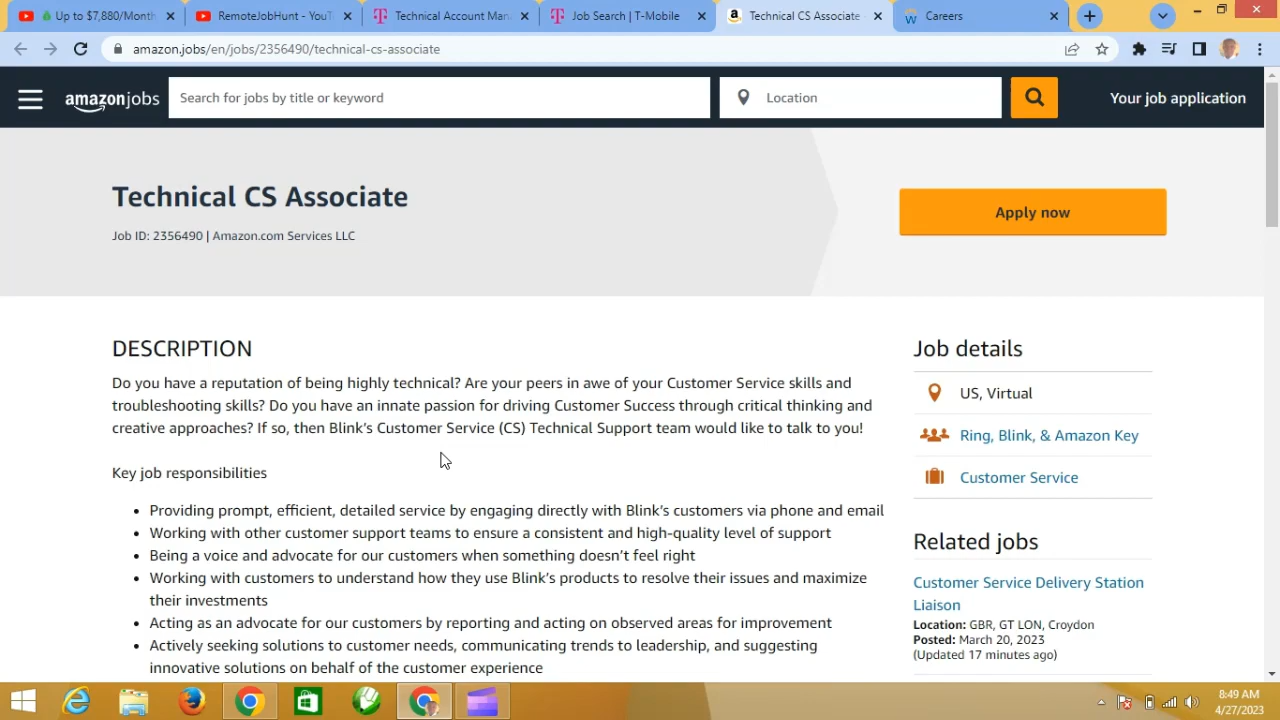 Up to $7,880/Month
RemoteJobHunt - YouT
Technical Account Man
Job Search | T-Mobile
Technical CS Associate
Careers
amazon.jobs/en/jobs/2356490/technical-cs-associate
amazon jobs
Search for jobs by title or keyword
Location
Your job application
Technical CS Associate
Job ID: 2356490 | Amazon.com Services LLC
Apply now
DESCRIPTION
Do you have a reputation of being highly technical? Are your peers in awe of your Customer Service skills and
troubleshooting skills? Do you have an innate passion for driving Customer Success through critical thinking and
creative approaches? If so, then Blink's Customer Service (CS) Technical Support team would like to talk to you!
Key job responsibilities
• Providing prompt, efficient, detailed service by engaging directly with Blink's customers via phone and email
• Working with other customer support teams to ensure a consistent and high-quality level of support
• Being a voice and advocate for our customers when something doesn't feel right
• Working with customers to understand how they use Blink's products to resolve their issues and maximize
their investments
• Acting as an advocate for our customers by reporting and acting on observed areas for improvement
• Actively seeking solutions to customer needs, communicating trends to leadership, and suggesting
innovative solutions on behalf of the customer experience
Job details
US, Virtual
Ring, Blink, & Amazon Key
Customer Service
Related jobs
Customer Service Delivery Station
Liaison
Location: GBR, GT LON, Croydon
Posted: March 20, 2023
(Updated 17 minutes ago)
8:49 AM
4/27/2023